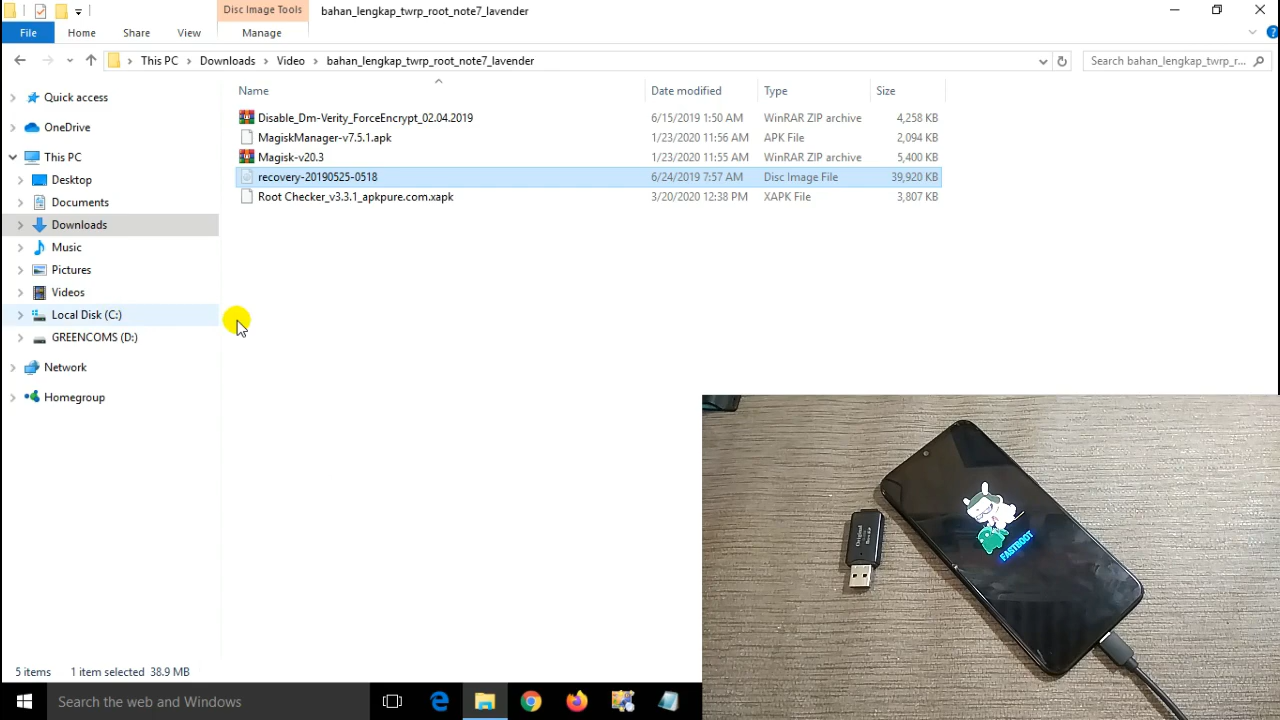 Disc Image Tools
bahan_lengkap_twrp_root_note7_lavender
File
Home
Share
View
Manage
This PC
Downloads
Video
bahan_lengkap_twrp_root_note7_lavender
Search bahan_lengkap_twrp_r...
Name
Date modified
Type
Size
Quick access
OneDrive
This PC
Desktop
Documents
Downloads
Music
Pictures
Videos
Local Disk (C:)
GREENCOMS (D:)
Network
Homegroup
Disable_Dm-Verity_ForceEncrypt_02.04.2019 6/15/2019 1:50 AM WinRAR ZIP archive 4,258 KB
MagiskManager-v7.5.1.apk 1/23/2020 11:56 AM APK File 2,094 KB
Magisk-v20.3 1/23/2020 11:55 AM WinRAR ZIP archive 5,400 KB
recovery-20190525-0518 6/24/2019 7:57 AM Disc Image File 39,920 KB
Root Checker_v3.3.1_apkpure.com.xapk 3/20/2020 12:38 PM XAPK File 3,807 KB
FASTBOOT
5 items
1 item selected 38.9 MB
Search the web and Windows